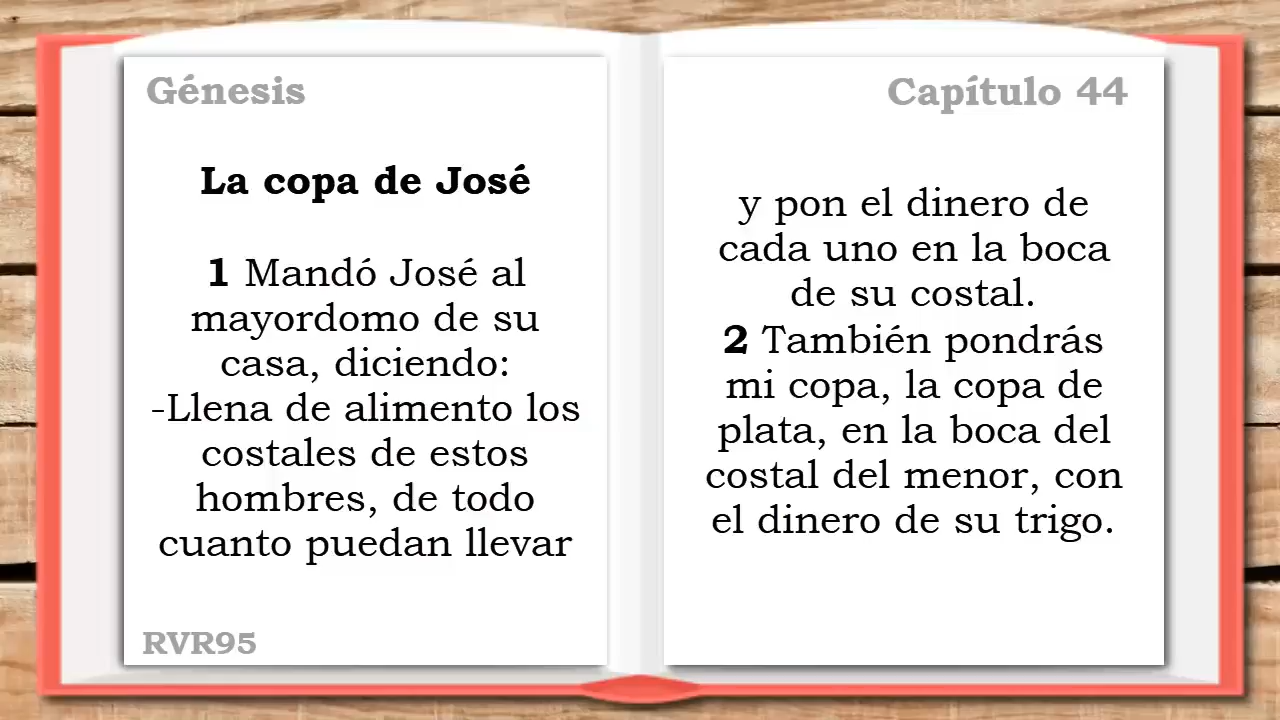 Génesis
La copa de José
1 Mandó José al
mayordomo de su
casa, diciendo:
-Llena de alimento los
costales de estos
hombres, de todo
cuanto puedan llevar
RVR95
Capítulo 44
y pon el dinero de
cada uno en la boca
de su costal.
2 También pondrás
mi copa, la copa de
plata, en la boca del
costal del menor, con
el dinero de su trigo.